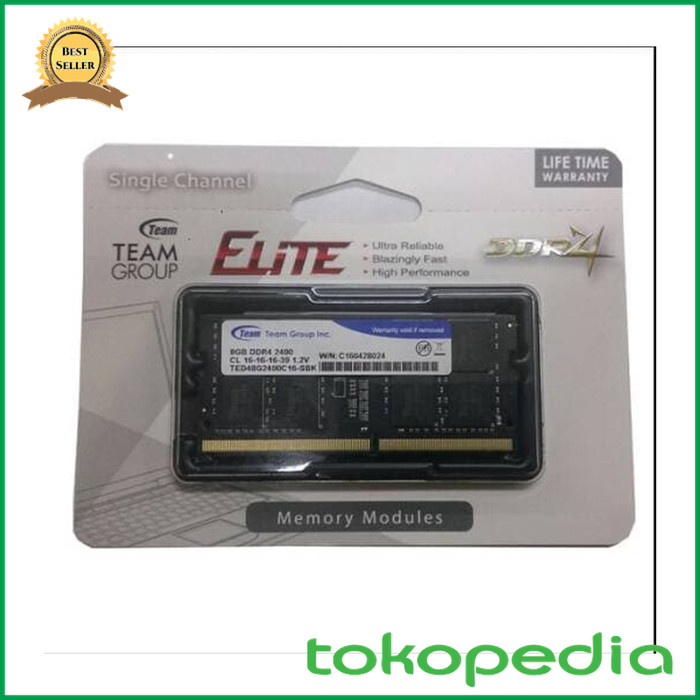 BEST
SELLER
Single Channel
LIFE TIME
WARRANTY
Team
TEAM
GROUP
ELITE
Ultra Reliable
Blazingly Fast
High Performance
DDR4
Team Team Group Inc.
Warranty void if removed
8GB DDR4 2400
CL 16-16-16-39 1.2V
TED48G2400C16-SBK
W/N: C160428024
Memory Modules
tokopedia